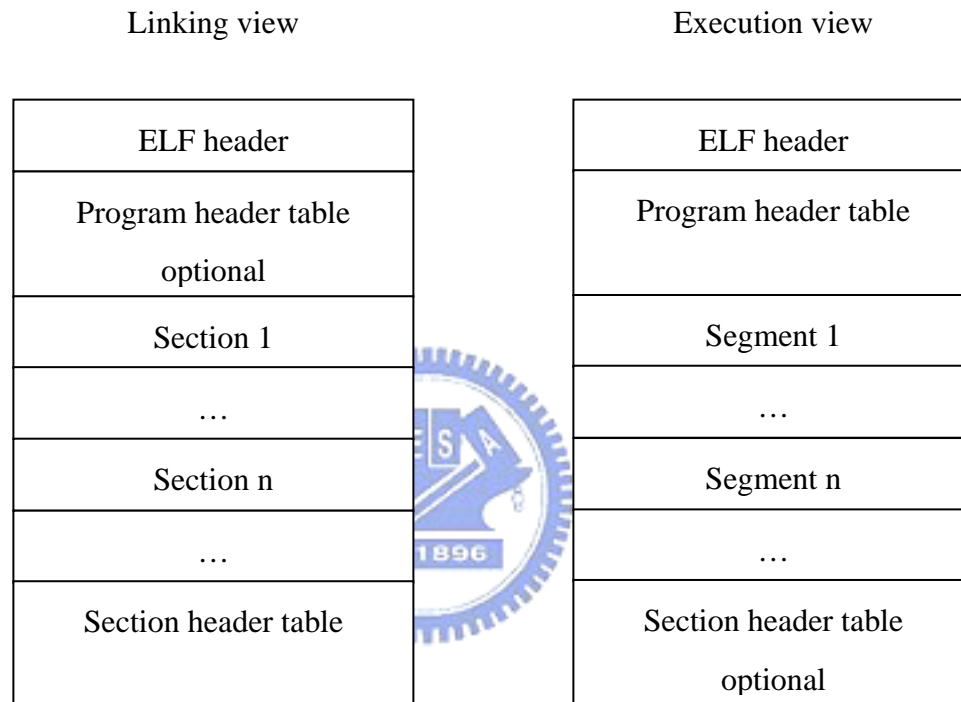 Linking view
Execution view
ELF header
Program header table
optional
Section 1
…
Section n
…
Section header table
ELF header
Program header table
Segment 1
…
Segment n
…
Section header table
optional
E S A
1896